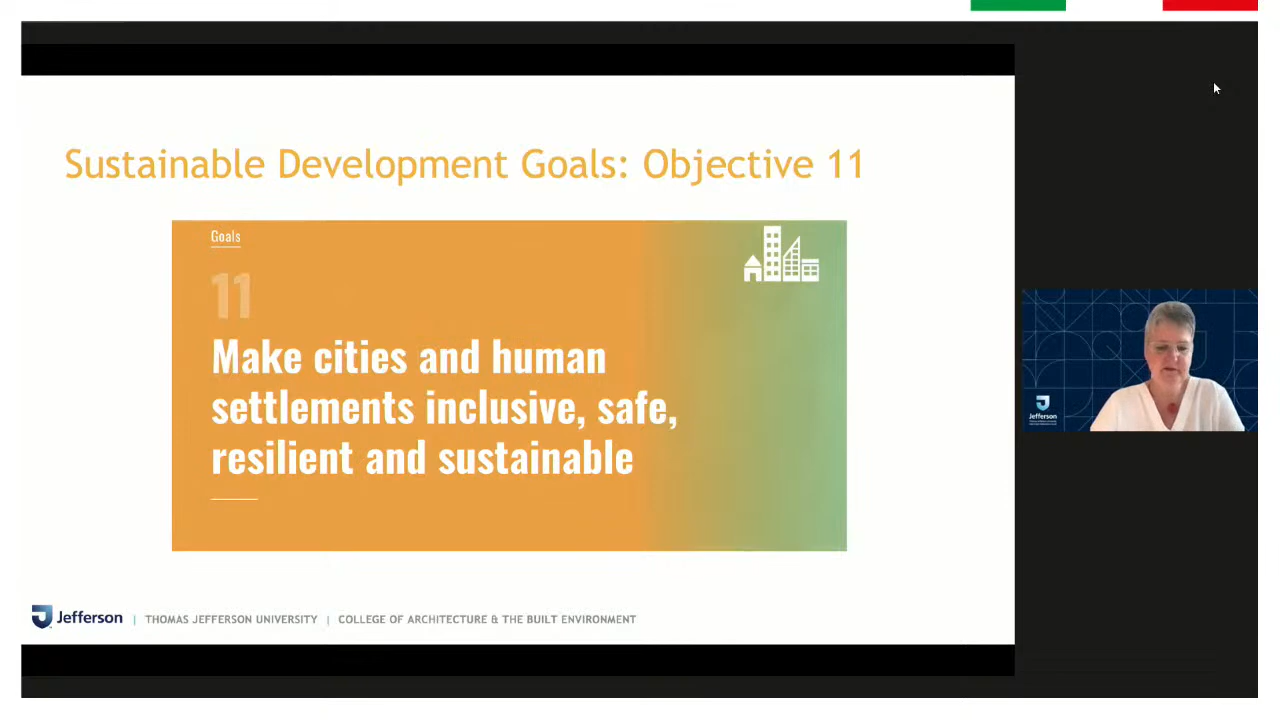 Sustainable Development Goals: Objective 11
Goals
11
Make cities and human
settlements inclusive, safe,
resilient and sustainable
Jefferson
Jefferson | THOMAS JEFFERSON UNIVERSITY | COLLEGE OF ARCHITECTURE & THE BUILT ENVIRONMENT